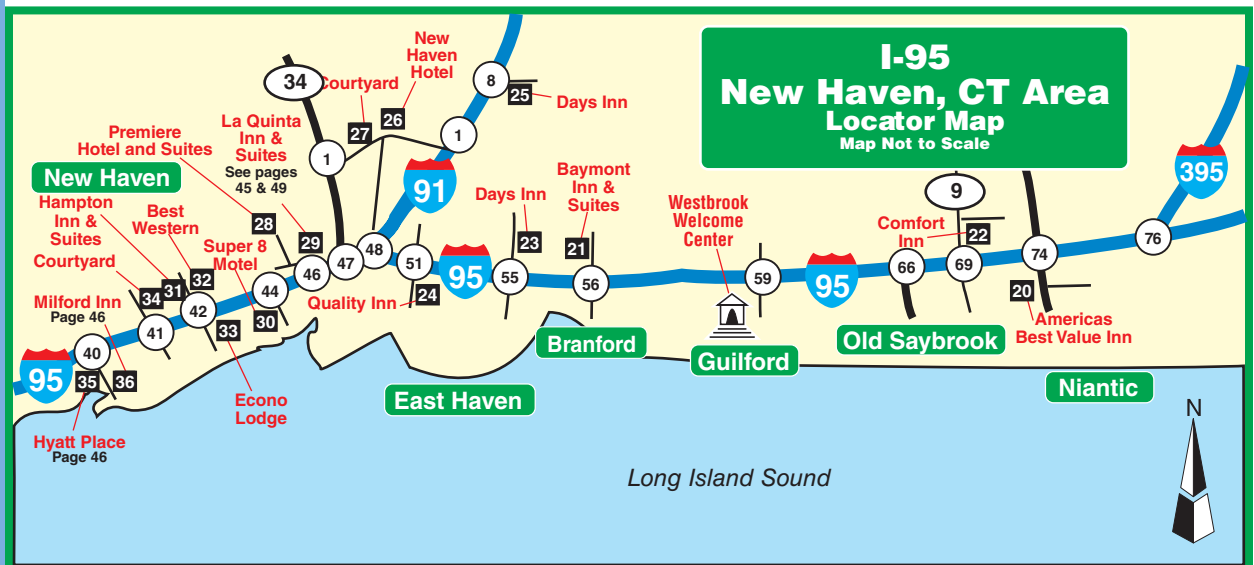 I-95
New Haven, CT Area
Locator Map
Map Not to Scale
New
Haven
Hotel
34
Courtyard
26
27
8
25
Days Inn
1
1
91
Premiere
Hotel and Suites
La Quinta
Inn &
Suites
See pages
45 & 49
New Haven
Hampton
Inn &
Suites
Best
Western
28
29
Super 8
Motel
Courtyard
34
31
32
Milford Inn
Page 46
40
41
42
33
44
30
46
47
48
51
95
35
36
Hyatt Place
Page 46
Econo
Lodge
Quality Inn
24
95
Days Inn
23
55
Baymont
Inn &
Suites
21
56
Westbrook
Welcome
Center
59
95
9
Comfort
Inn
22
66
69
74
20
Americas
Best Value Inn
76
395
East Haven
Branford
Guilford
Old Saybrook
Niantic
Long Island Sound
N